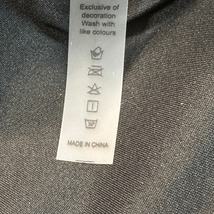 Exclusive of
decoration
Wash with
like colours
MADE IN CHINA